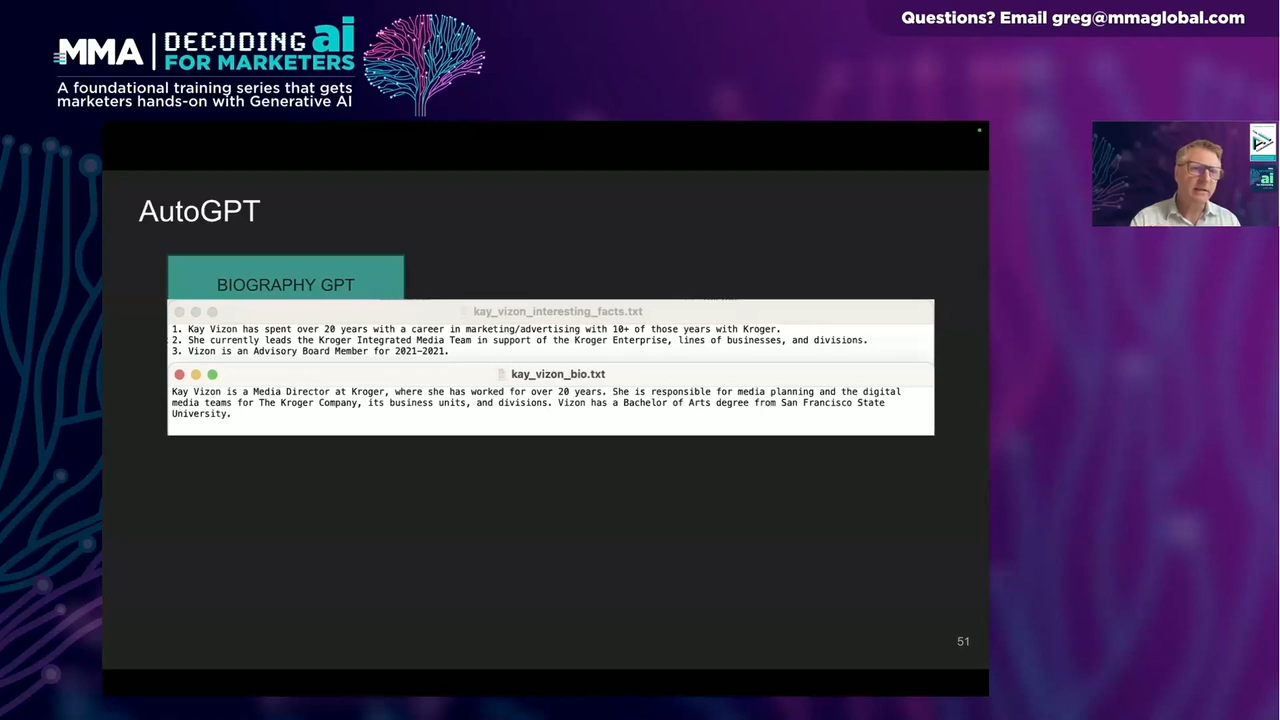 Questions? Email greg@mmaglobal.com
MMA
DECODING ai
FOR MARKETERS
A foundational training series that gets
marketers hands-on with Generative AI
AutoGPT
BIOGRAPHY GPT
kay_vizon_interesting_facts.txt
1. Kay Vizon has spent over 20 years with a career in marketing/advertising with 10+ of those years with Kroger.
2. She currently leads the Kroger Integrated Media Team in support of the Kroger Enterprise, lines of businesses, and divisions.
3. Vizon is an Advisory Board Member for 2021-2021.
kay_vizon_bio.txt
Kay Vizon is a Media Director at Kroger, where she has worked for over 20 years. She is responsible for media planning and the digital
media teams for The Kroger Company, its business units, and divisions. Vizon has a Bachelor of Arts degree from San Francisco State
University.
51
ai